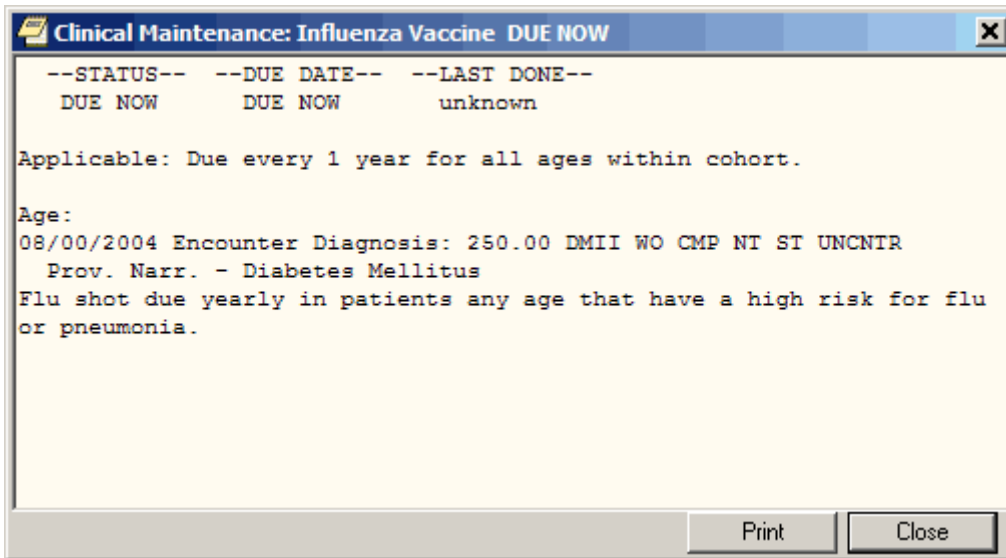 Clinical Maintenance: Influenza Vaccine DUE NOW
--STATUS-- --DUE DATE-- --LAST DONE--
DUE NOW DUE NOW unknown
Applicable: Due every 1 year for all ages within cohort.
Age:
08/00/2004 Encounter Diagnosis: 250.00 DMII WO CMP NT ST UNCNTR
Prov. Narr. - Diabetes Mellitus
Flu shot due yearly in patients any age that have a high risk for flu
or pneumonia.
Print Close